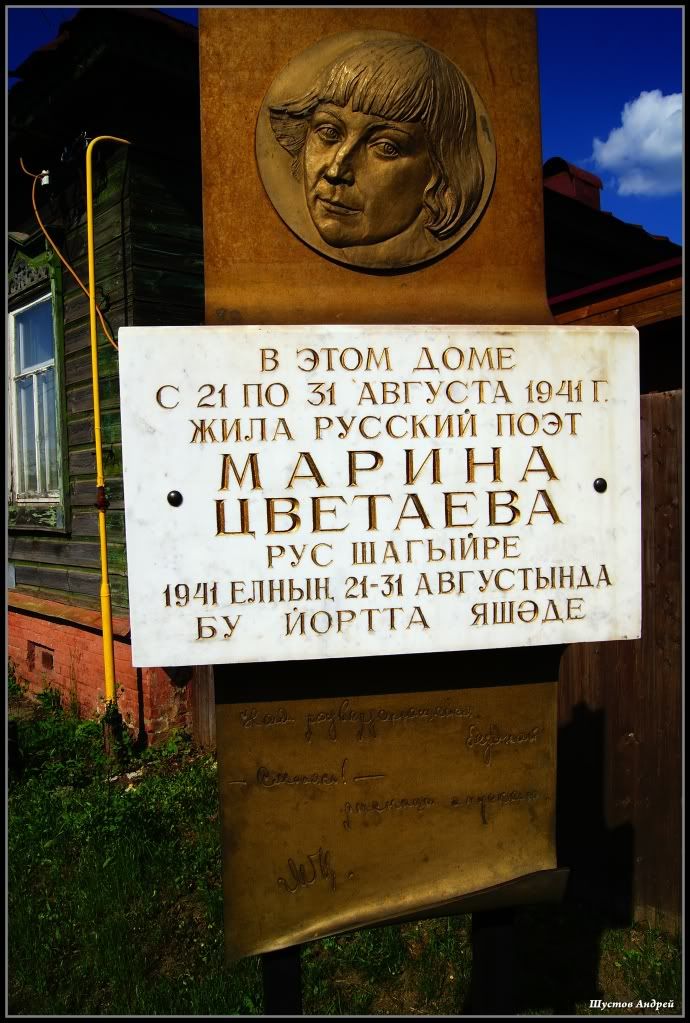 В ЭТОМ ДОМЕ
С 21 ПО 31 АВГУСТА 1941 Г.
ЖИЛА РУССКИЙ ПОЭТ
МАРИНА
ЦВЕТАЕВА
РУС ШАГЫЙРЕ
1941 ЕЛНЫҢ 21-31 АВГУСТЫНДА
БУ ЙОРТТА ЯШӘДЕ
МЦ.
Шустов Андрей